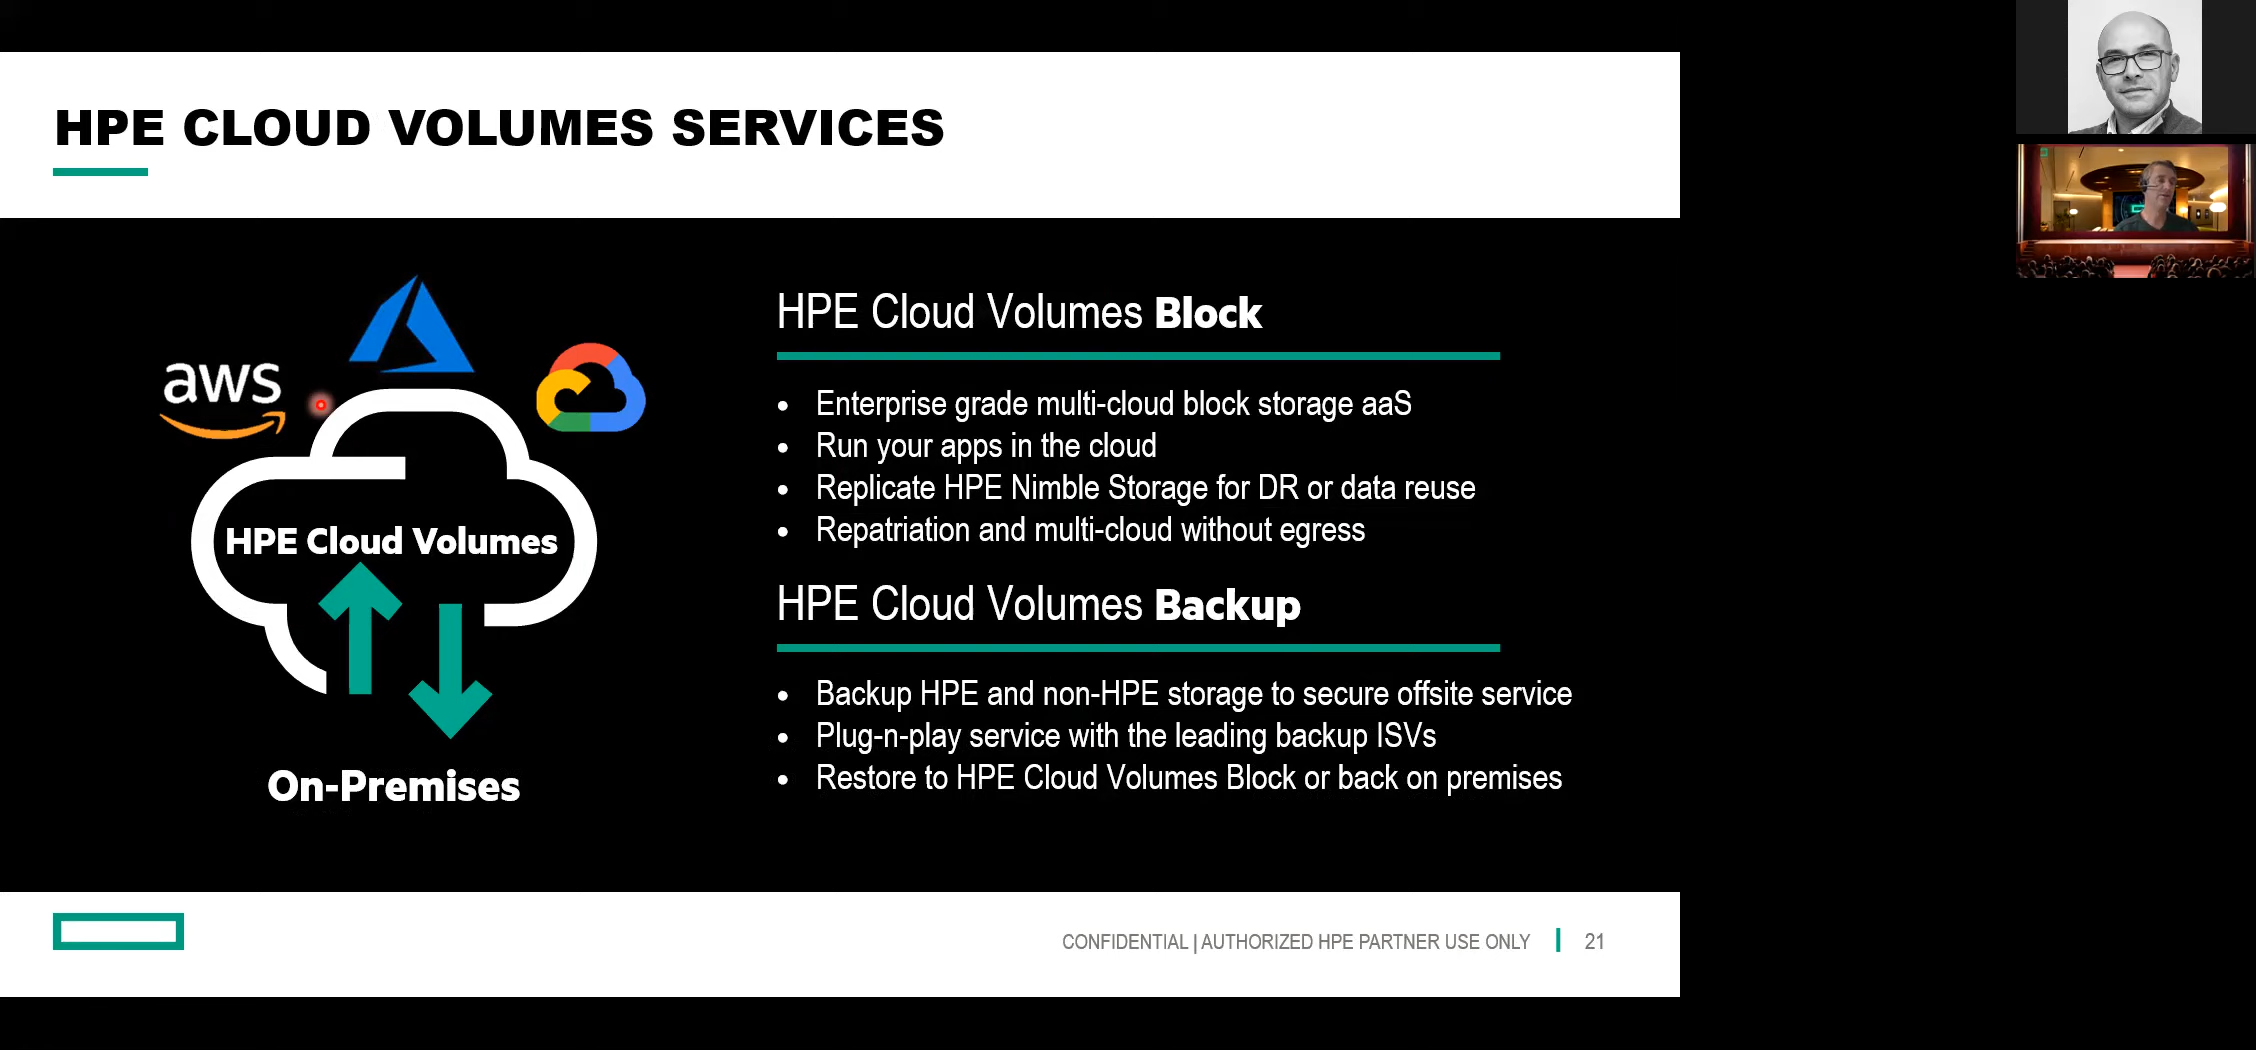 HPE CLOUD VOLUMES SERVICES
aws
HPE Cloud Volumes
On-Premises
HPE Cloud Volumes Block
• Enterprise grade multi-cloud block storage aaS
• Run your apps in the cloud
• Replicate HPE Nimble Storage for DR or data reuse
• Repatriation and multi-cloud without egress
HPE Cloud Volumes Backup
• Backup HPE and non-HPE storage to secure offsite service
• Plug-n-play service with the leading backup ISVs
• Restore to HPE Cloud Volumes Block or back on premises
CONFIDENTIAL | AUTHORIZED HPE PARTNER USE ONLY
21